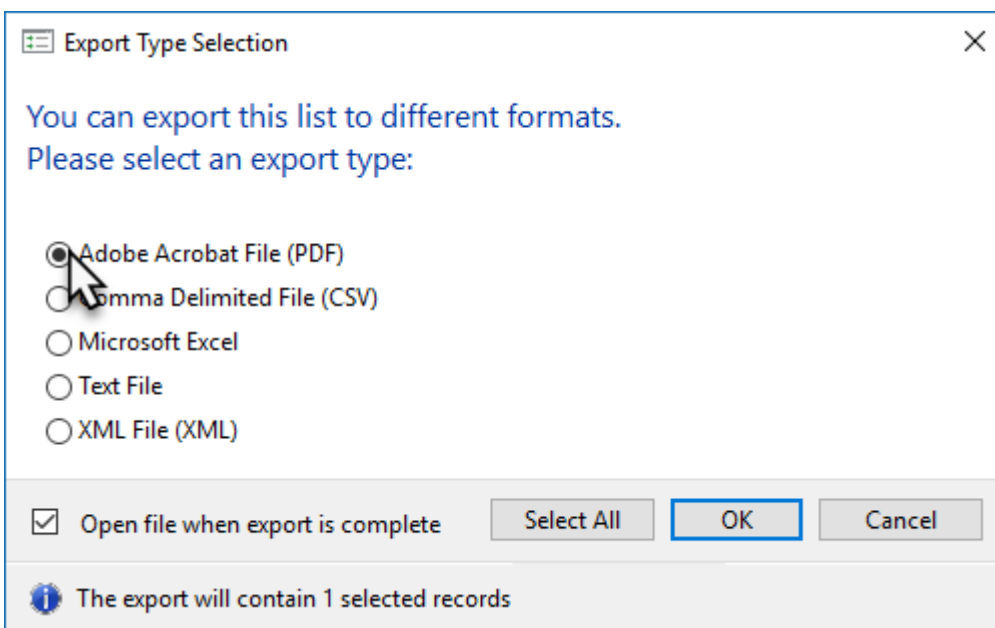 Export Type Selection
You can export this list to different formats.
Please select an export type:
Adobe Acrobat File (PDF)
Comma Delimited File (CSV)
Microsoft Excel
Text File
XML File (XML)
Open file when export is complete
Select All
OK
Cancel
The export will contain 1 selected records